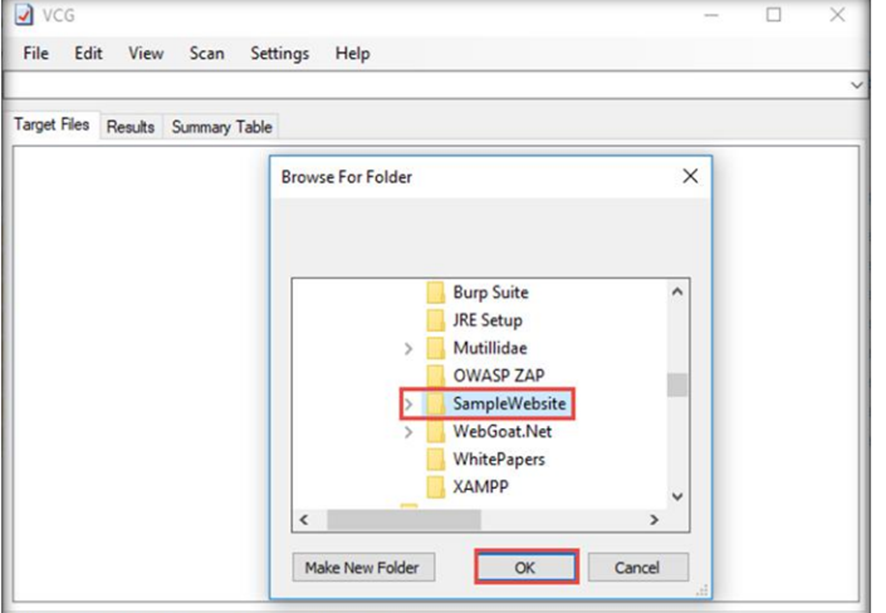 VCG
File Edit View Scan Settings Help
Target Files Results Summary Table
Browse For Folder
Burp Suite
JRE Setup
Mutillidae
OWASP ZAP
SampleWebsite
WebGoat.Net
WhitePapers
XAMPP
Make New Folder OK Cancel